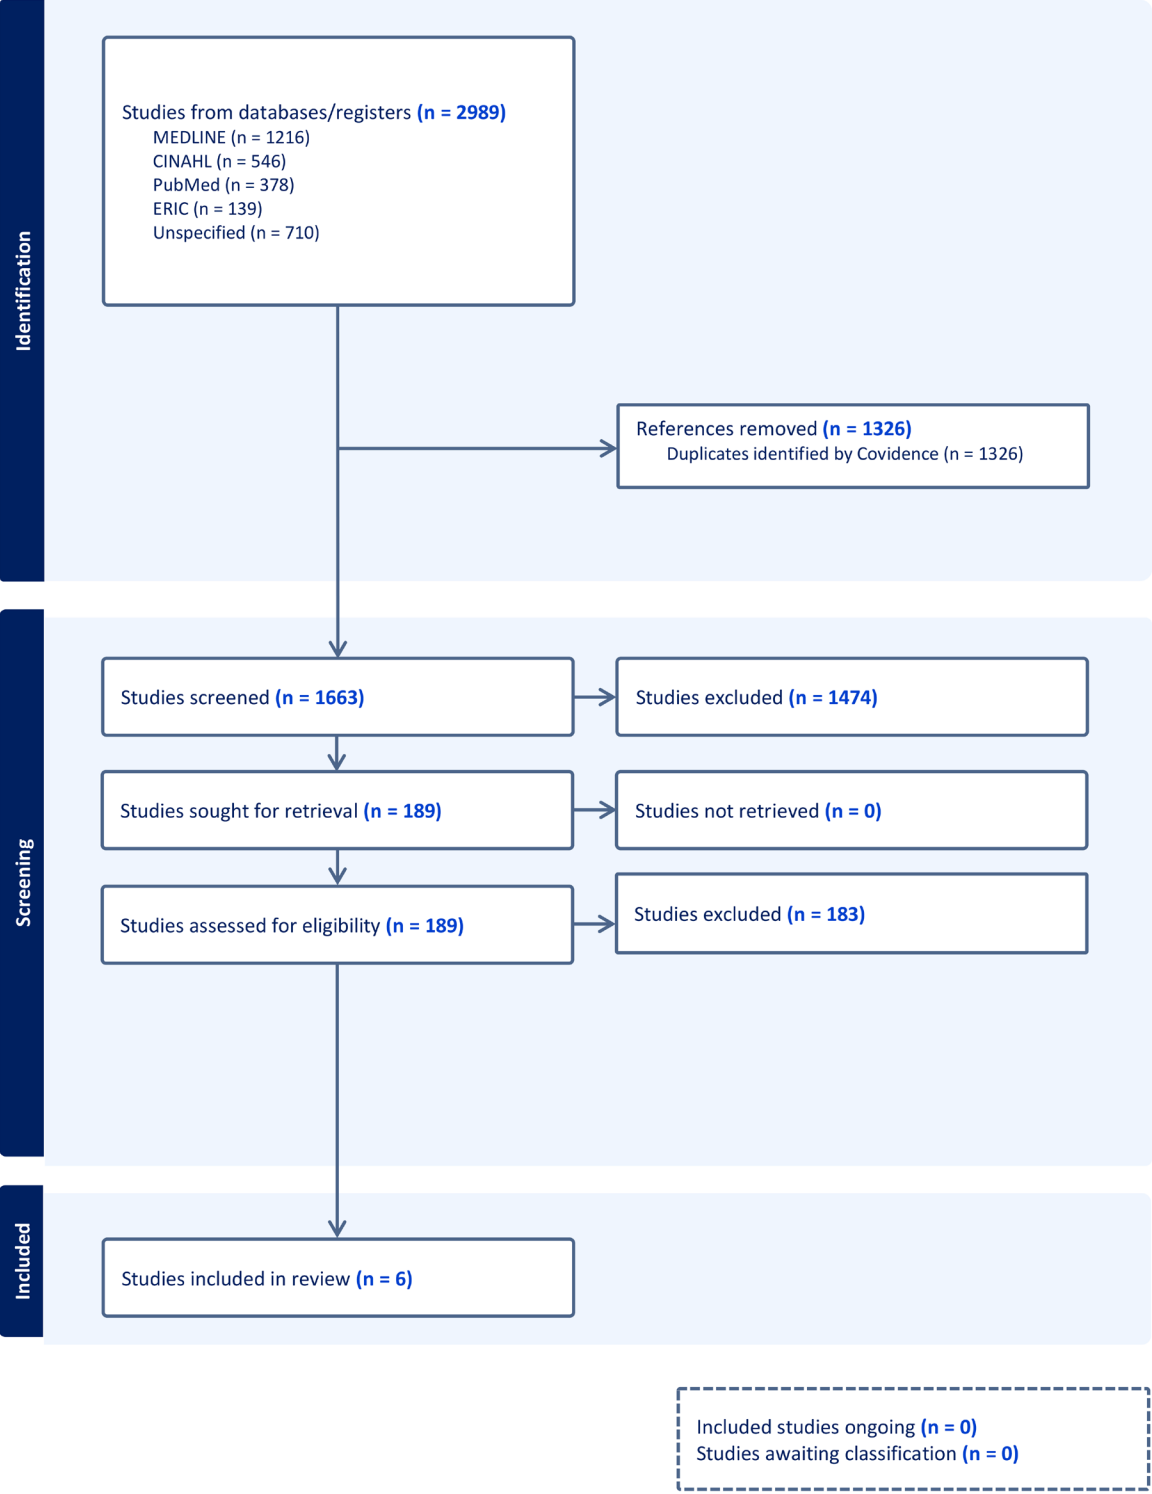 Identification
Studies from databases/registers (n = 2989)
MEDLINE (n = 1216)
CINAHL (n = 546)
PubMed (n = 378)
ERIC (n = 139)
Unspecified (n = 710)
References removed (n = 1326)
Duplicates identified by Covidence (n = 1326)
Screening
Studies screened (n = 1663)
Studies excluded (n = 1474)
Studies sought for retrieval (n = 189)
Studies not retrieved (n = 0)
Studies assessed for eligibility (n = 189)
Studies excluded (n = 183)
Included
Studies included in review (n = 6)
Included studies ongoing (n = 0)
Studies awaiting classification (n = 0)